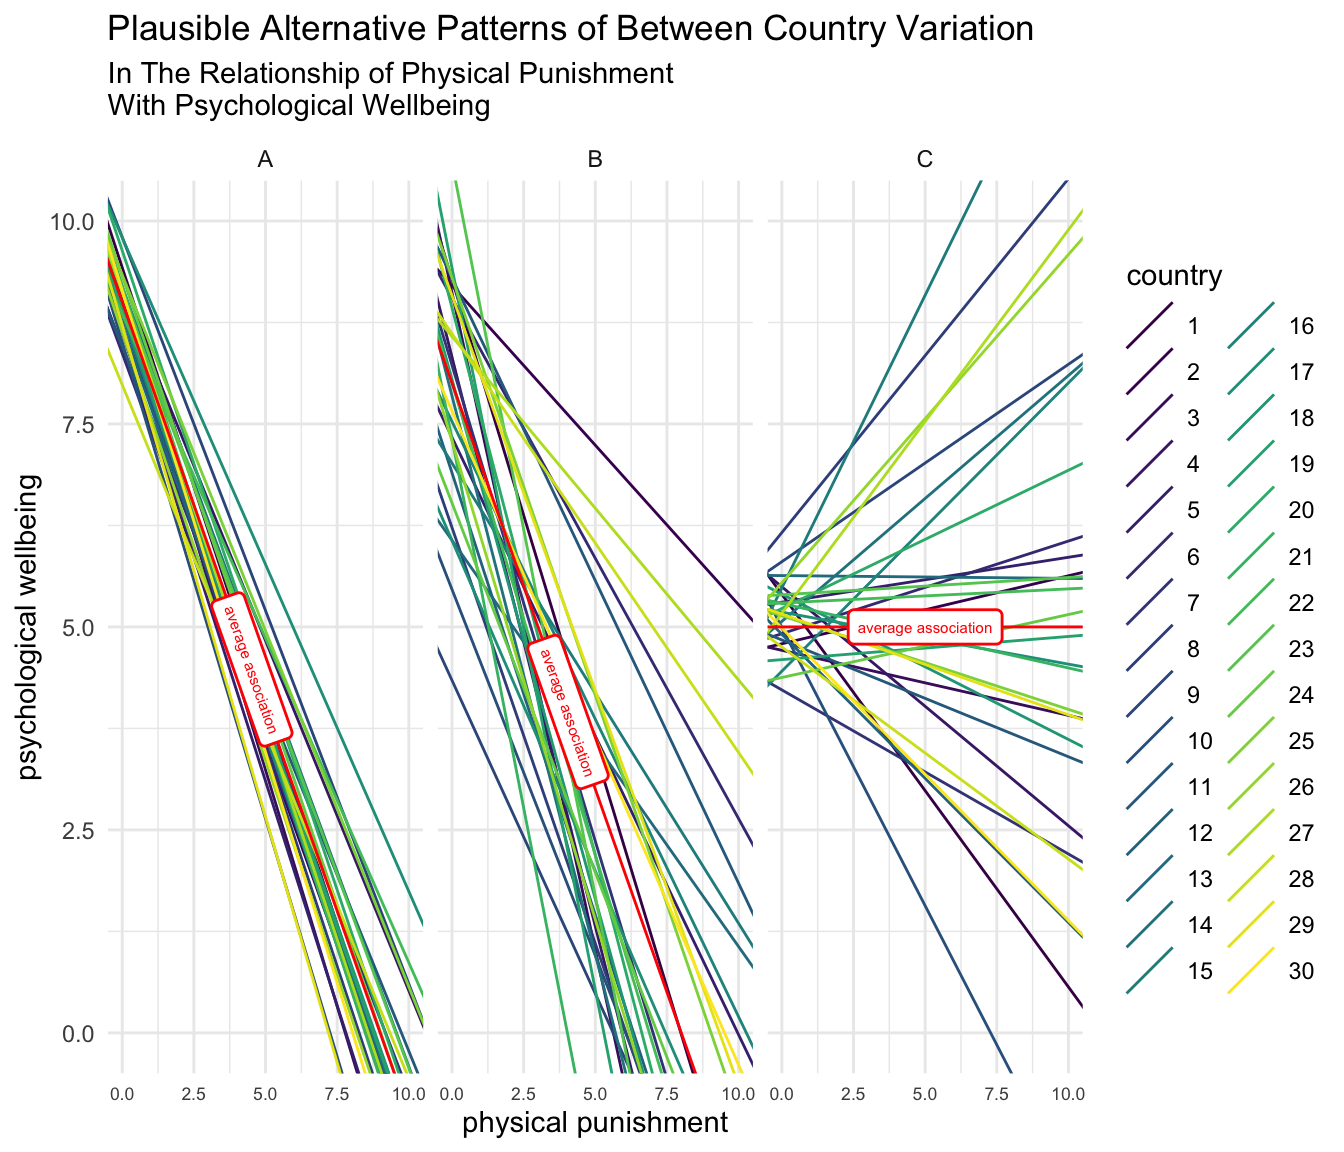 Plausible Alternative Patterns of Between Country Variation
In The Relationship of Physical Punishment
With Psychological Wellbeing
A B C
10.0
7.5
5.0
2.5
0.0
psychological wellbeing
average association
average association
average association
0.0 2.5 5.0 7.5 10.0 0.0 2.5 5.0 7.5 10.0 0.0 2.5 5.0 7.5 10.0
physical punishment
country
1 16
2 17
3 18
4 19
5 20
6 21
7 22
8 23
9 24
10 25
11 26
12 27
13 28
14 29
15 30